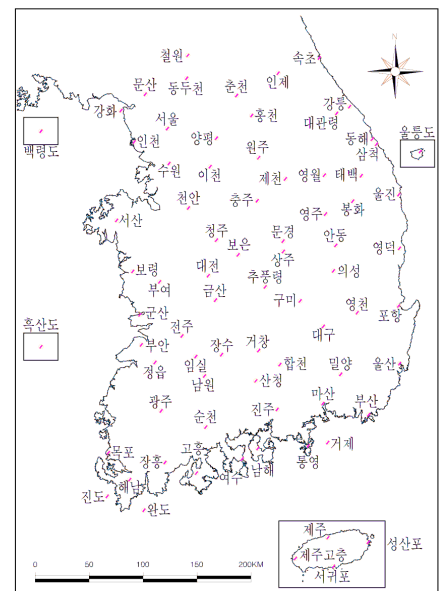 철원
속초
N
인제
문산
동두천
춘천
강화
홍천
강릉
대관령
서울
울릉도
인천
양평
원주
동해
삼척
백령도
수원
이천
제천
영월
태백
천안
충주
울진
서산
영주
봉화
청주
문경
안동
보은
영덕
상주
보령
대전
의성
추풍령
부여
금산
구미
군산
영천
포항
흑산도
전주
대구
부안
장수
거창
임실
합천
밀양
울산
정읍
남원
산청
마산
광주
순천
진주
부산
거제
고흥
목포
장흥
남해
통영
해남
여수
진도
완도
제주
성산포
제주고층
서귀포
0 50 100 200KM